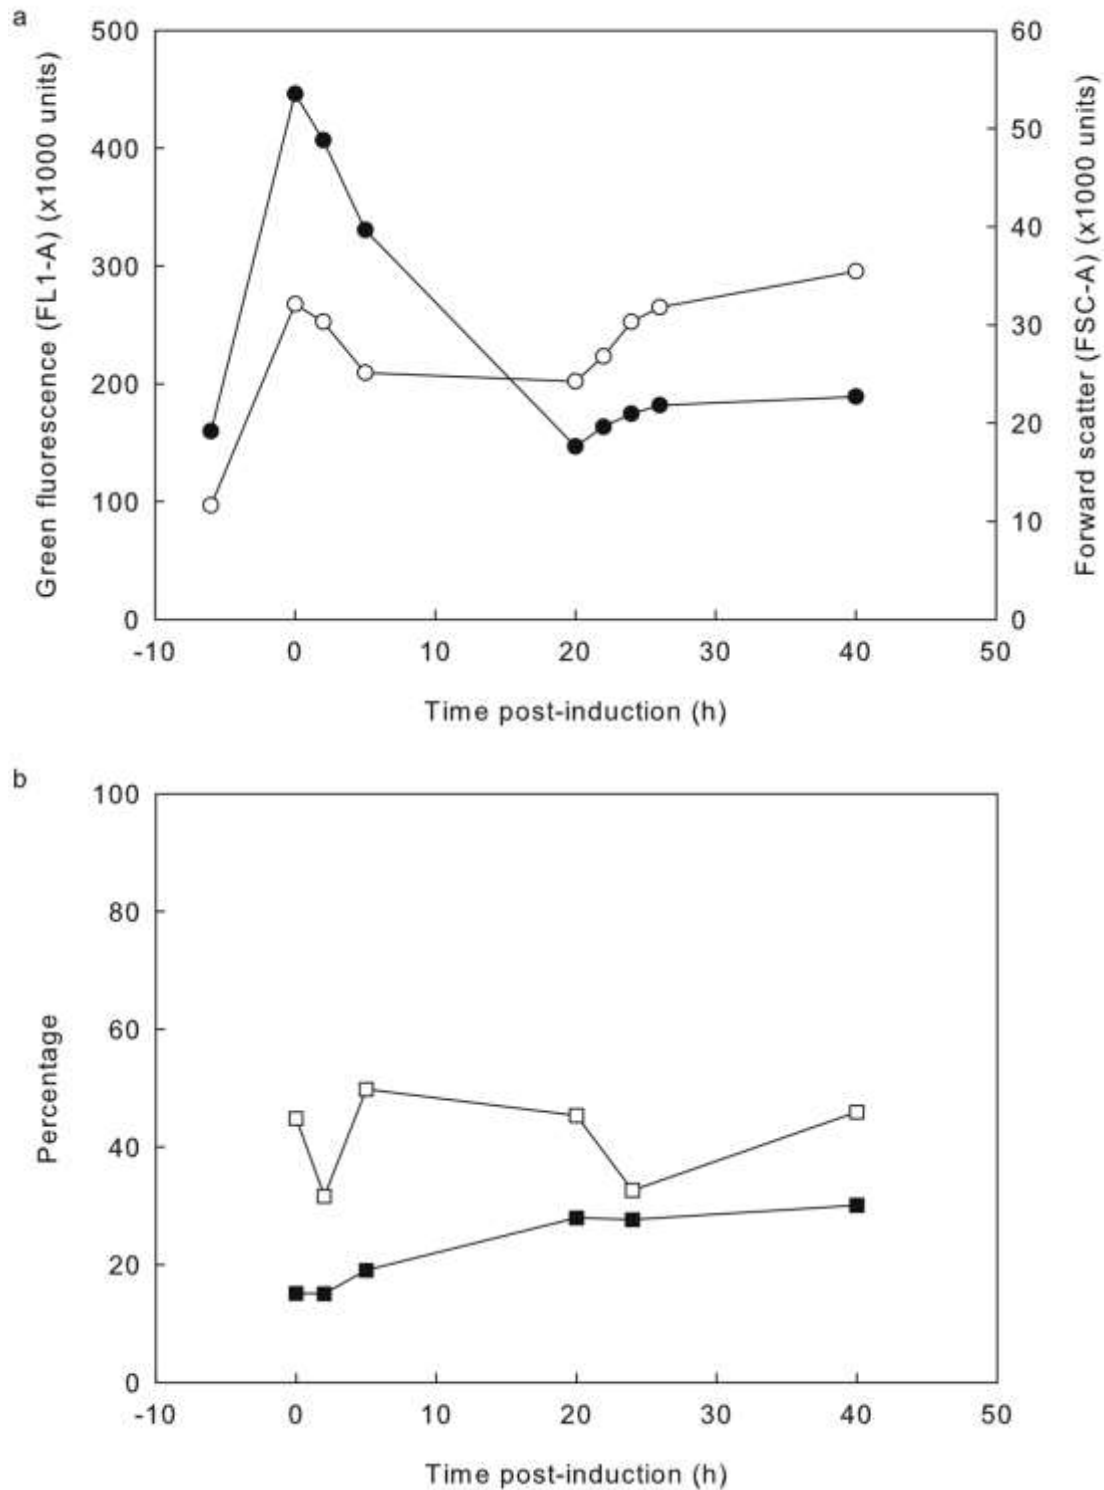 a
500
400
300
200
100
0
Green fluorescence (FL1-A) (x1000 units)
60
50
40
30
20
10
0
Forward scatter (FSC-A) (x1000 units)
-10 0 10 20 30 40 50
Time post-induction (h)
b
100
80
60
40
20
0
Percentage
-10 0 10 20 30 40 50
Time post-induction (h)